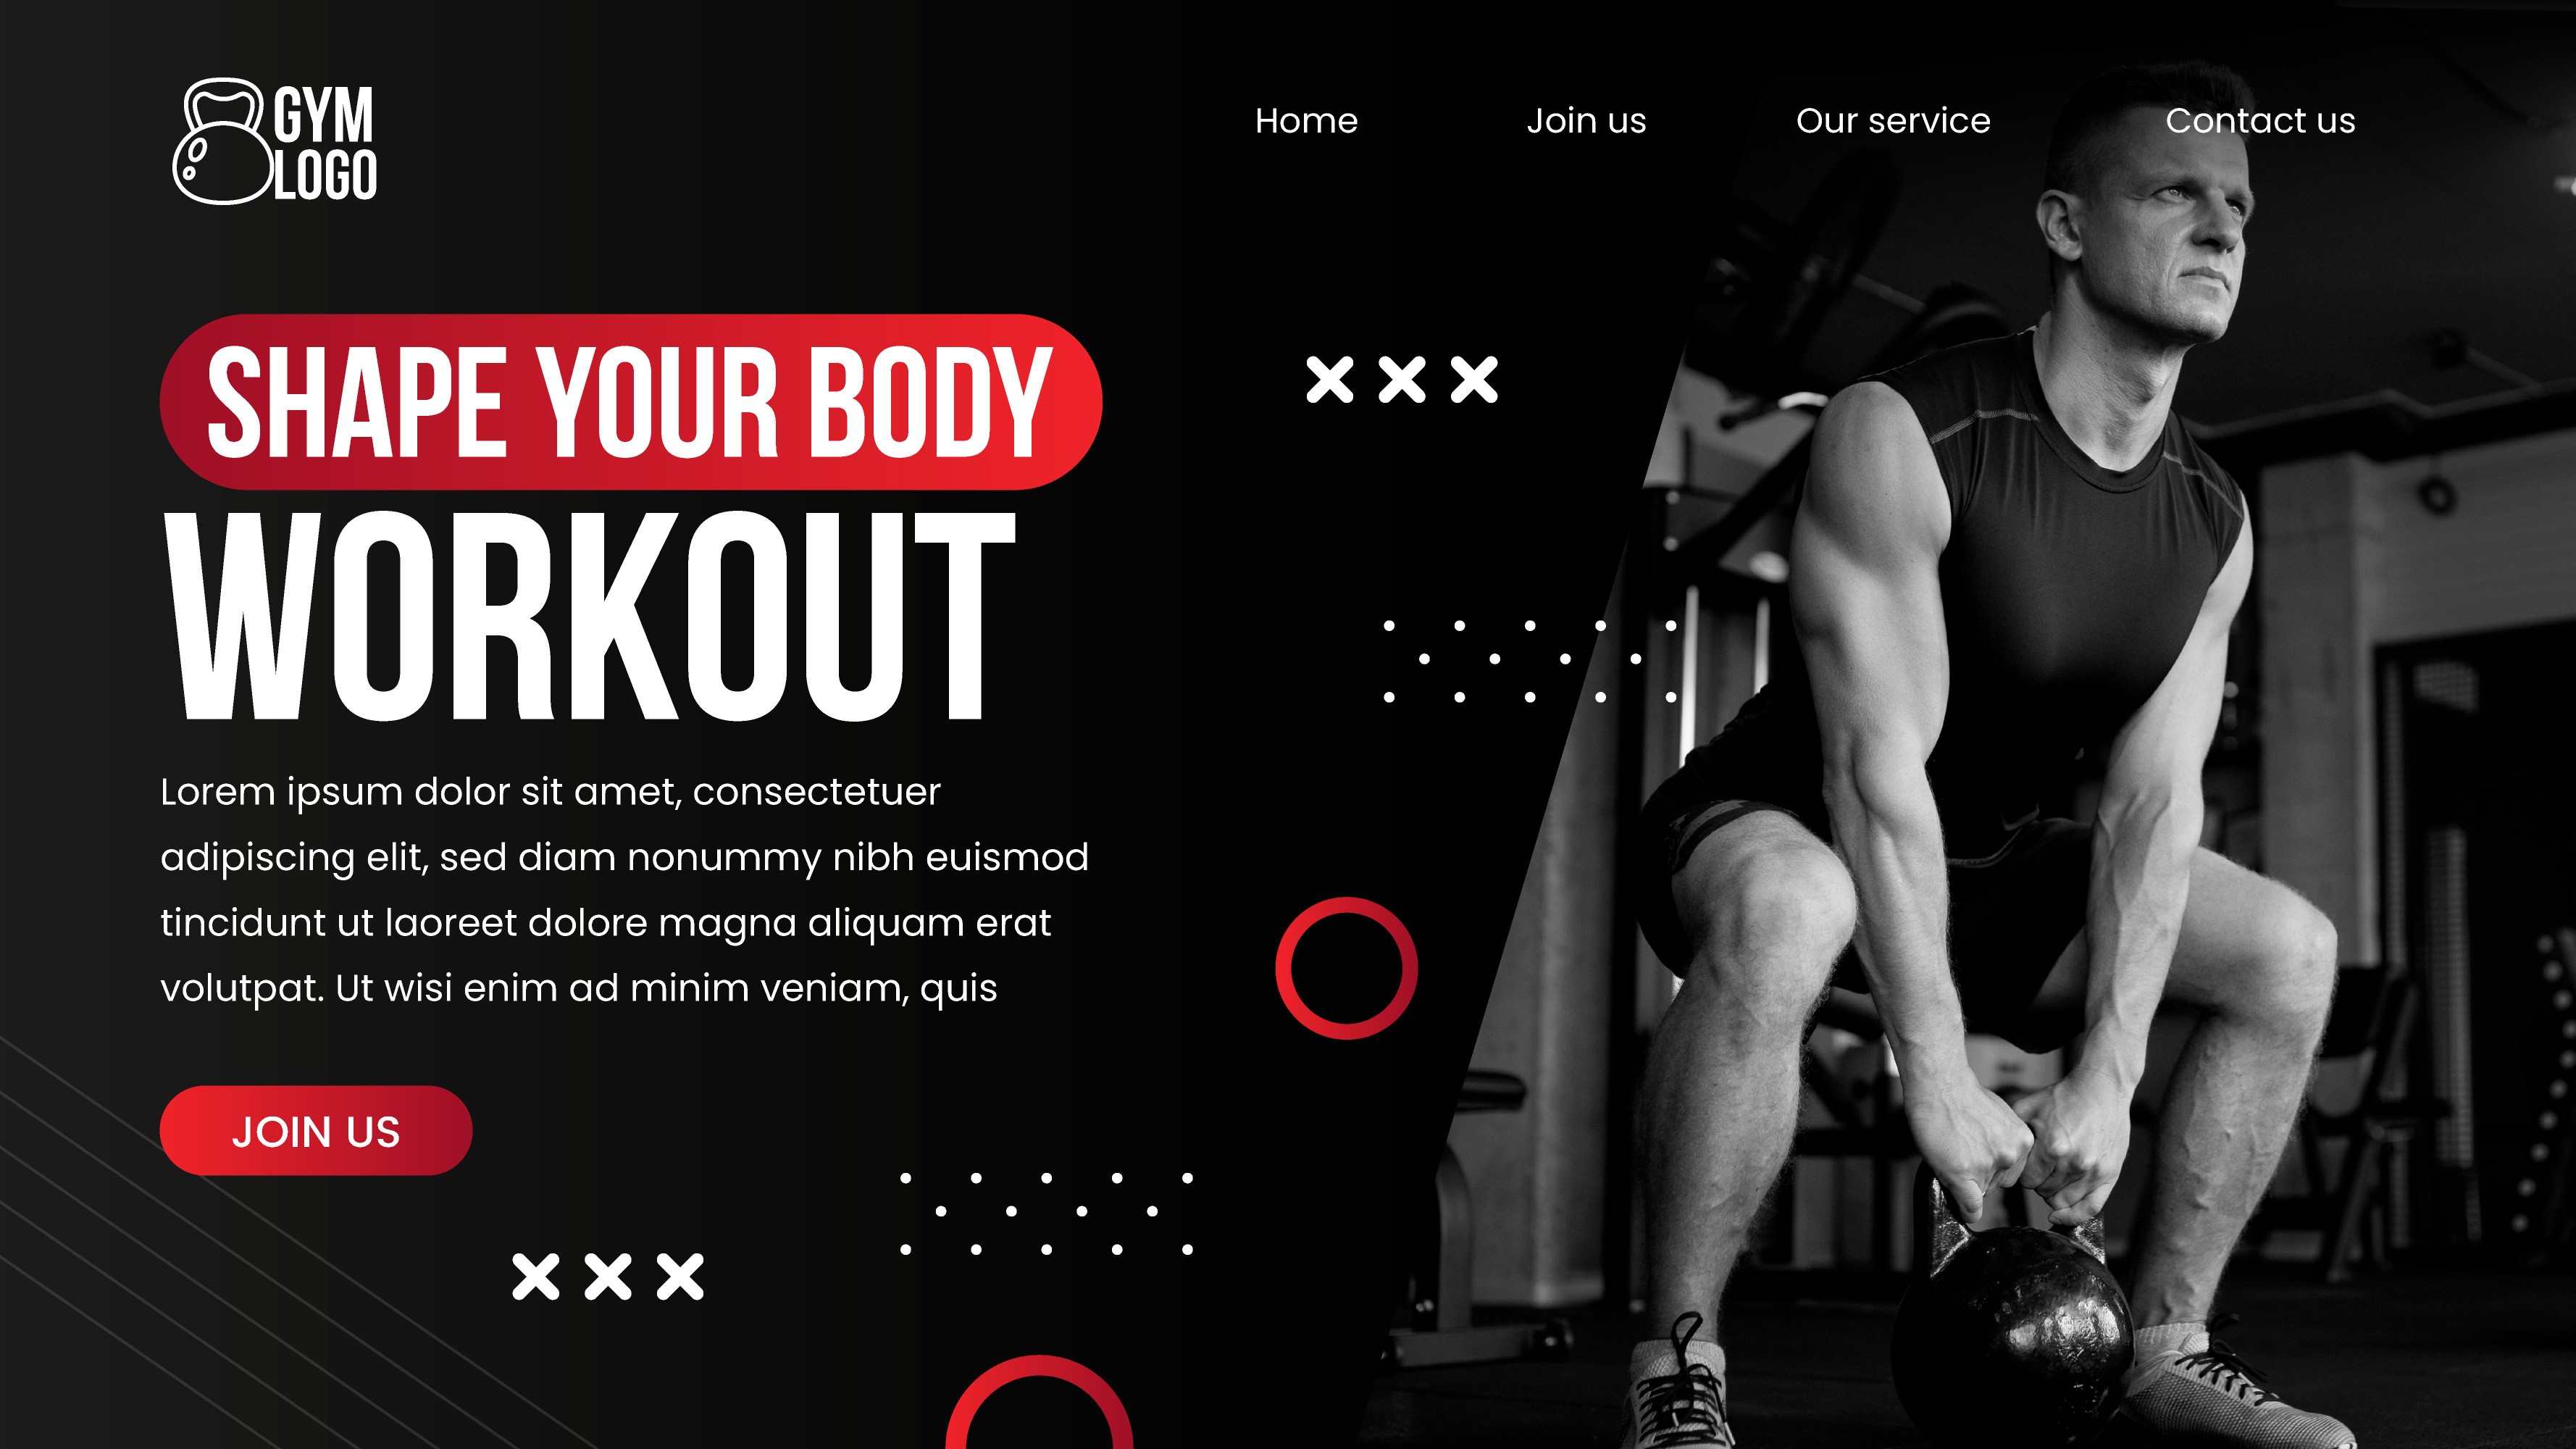 GYM
LOGO
Home
Join us
Our service
Contact us
SHAPE YOUR BODY
WORKOUT
Lorem ipsum dolor sit amet, consectetuer
adipiscing elit, sed diam nonummy nibh euismod
tincidunt ut laoreet dolore magna aliquam erat
volutpat. Ut wisi enim ad minim veniam, quis
JOIN US